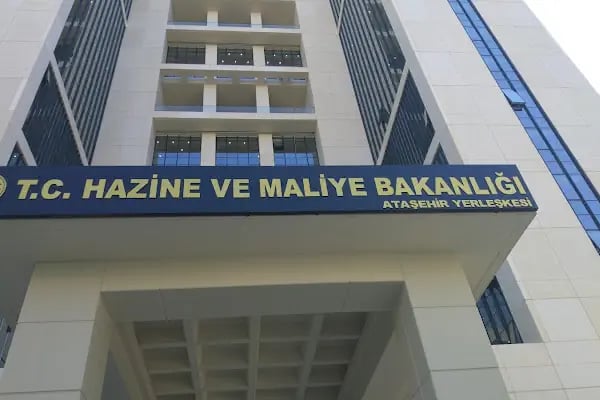 T.C. HAZİNE VE MALİYE BAKANLIĞI
ATAŞEHİR YERLEŞKESİ